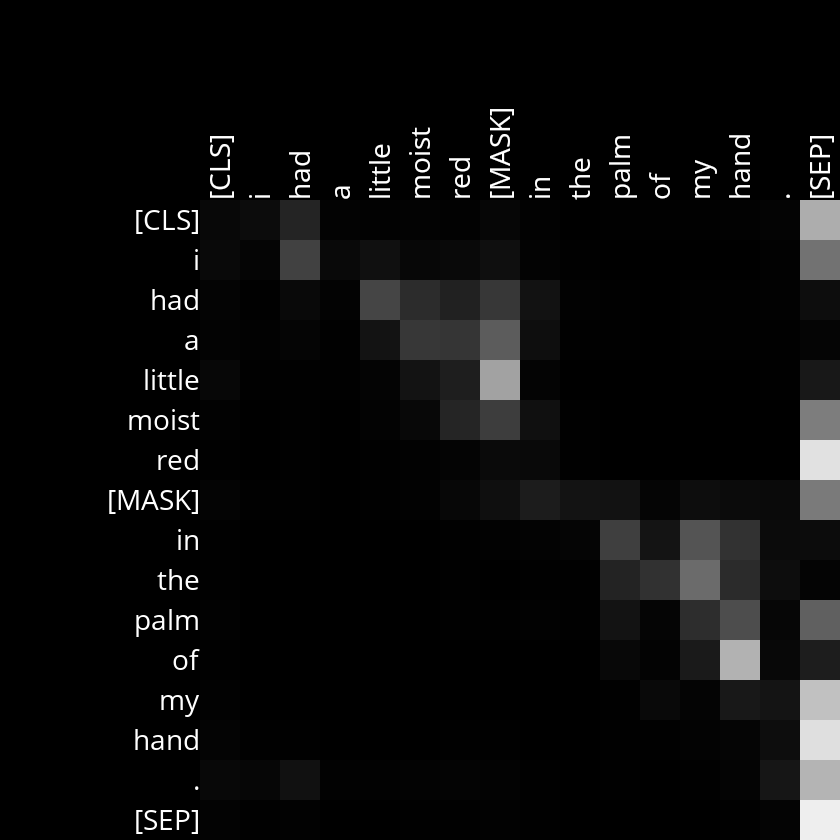 [CLS] i had a little moist red [MASK] in the palm of my hand . [SEP]
[CLS]
i
had
a
little
moist
red
[MASK]
in
the
palm
of
my
hand
.
[SEP]